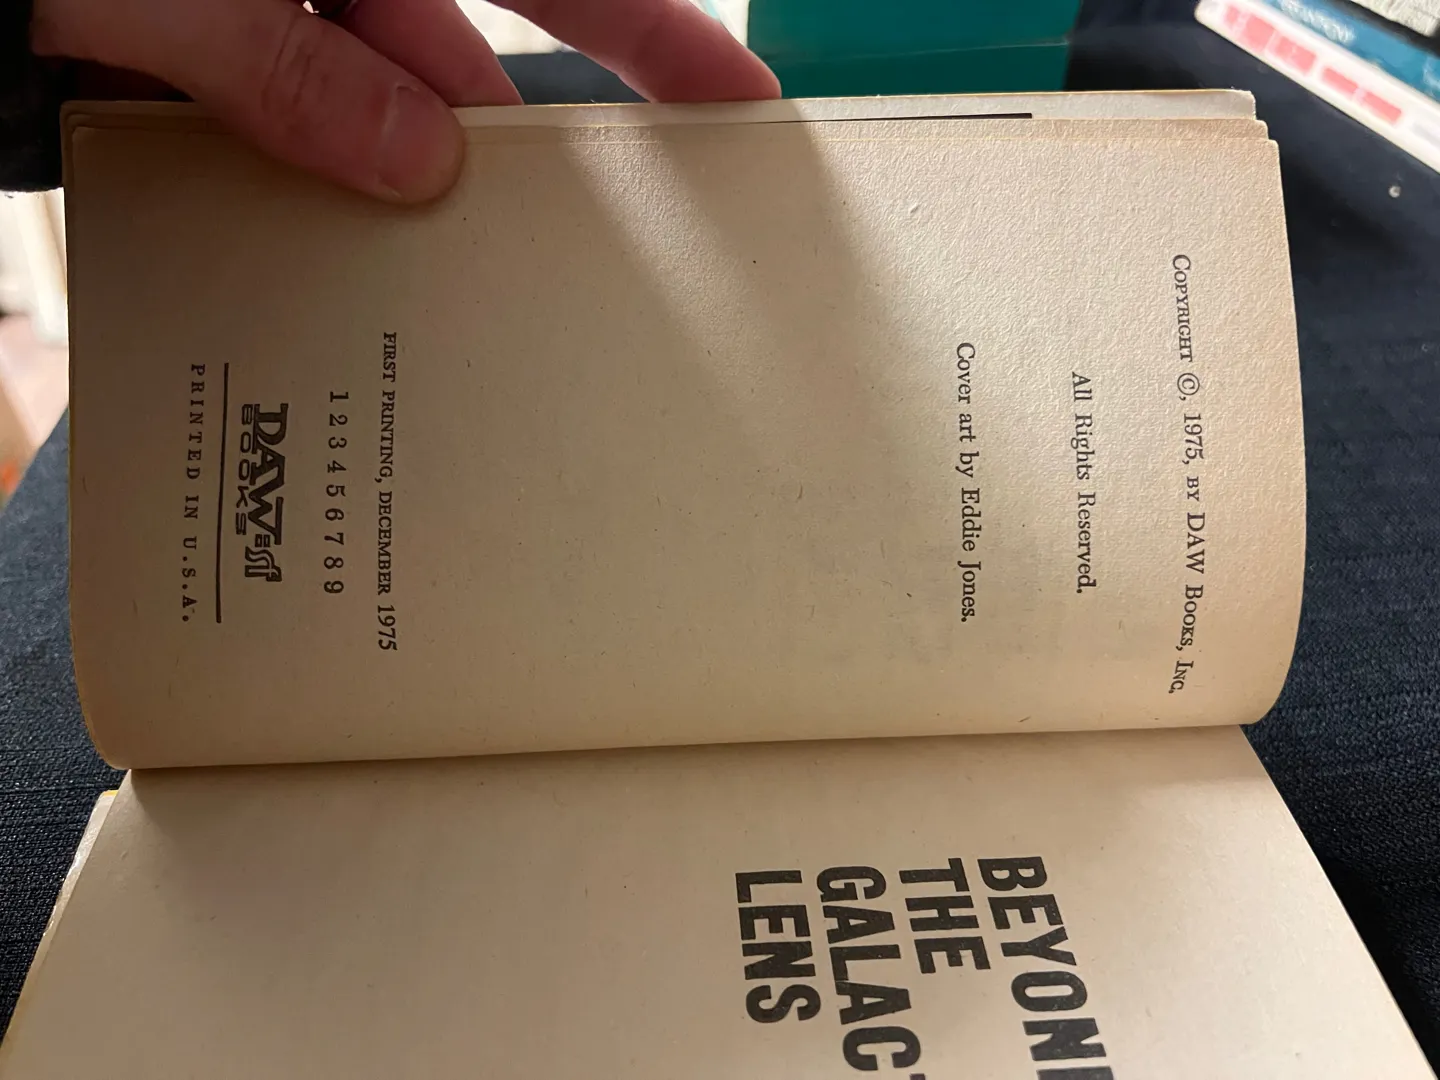 COPYRIGHT ©, 1975, BY DAW BOOKS, INC.
All Rights Reserved.
Cover art by Eddie Jones.
FIRST PRINTING, DECEMBER 1975
1 2 3 4 5 6 7 8 9
DAW sf
BOOKS
PRINTED IN U.S.A.
BEYON
THE
GALAC
LENS